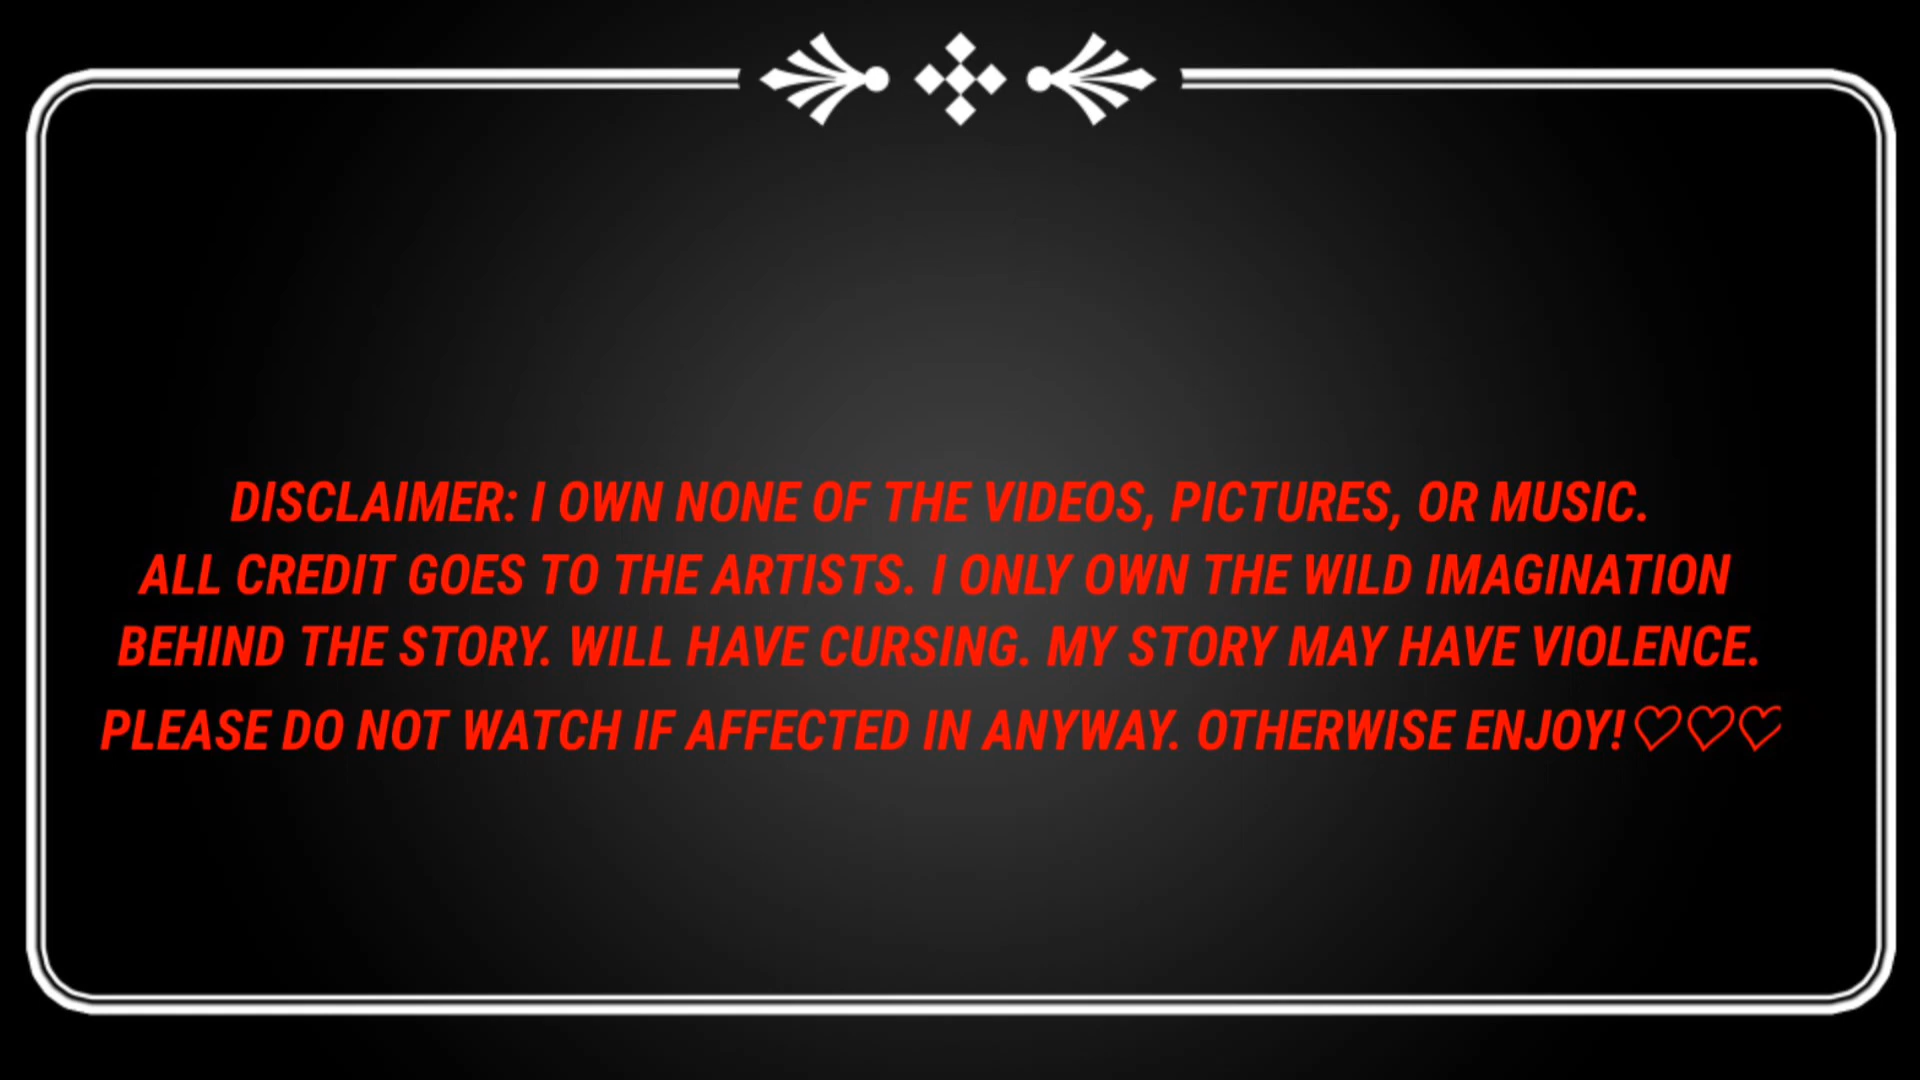 DISCLAIMER: I OWN NONE OF THE VIDEOS, PICTURES, OR MUSIC.
ALL CREDIT GOES TO THE ARTISTS. I ONLY OWN THE WILD IMAGINATION
BEHIND THE STORY. WILL HAVE CURSING. MY STORY MAY HAVE VIOLENCE.
PLEASE DO NOT WATCH IF AFFECTED IN ANYWAY. OTHERWISE ENJOY!♡♡♡